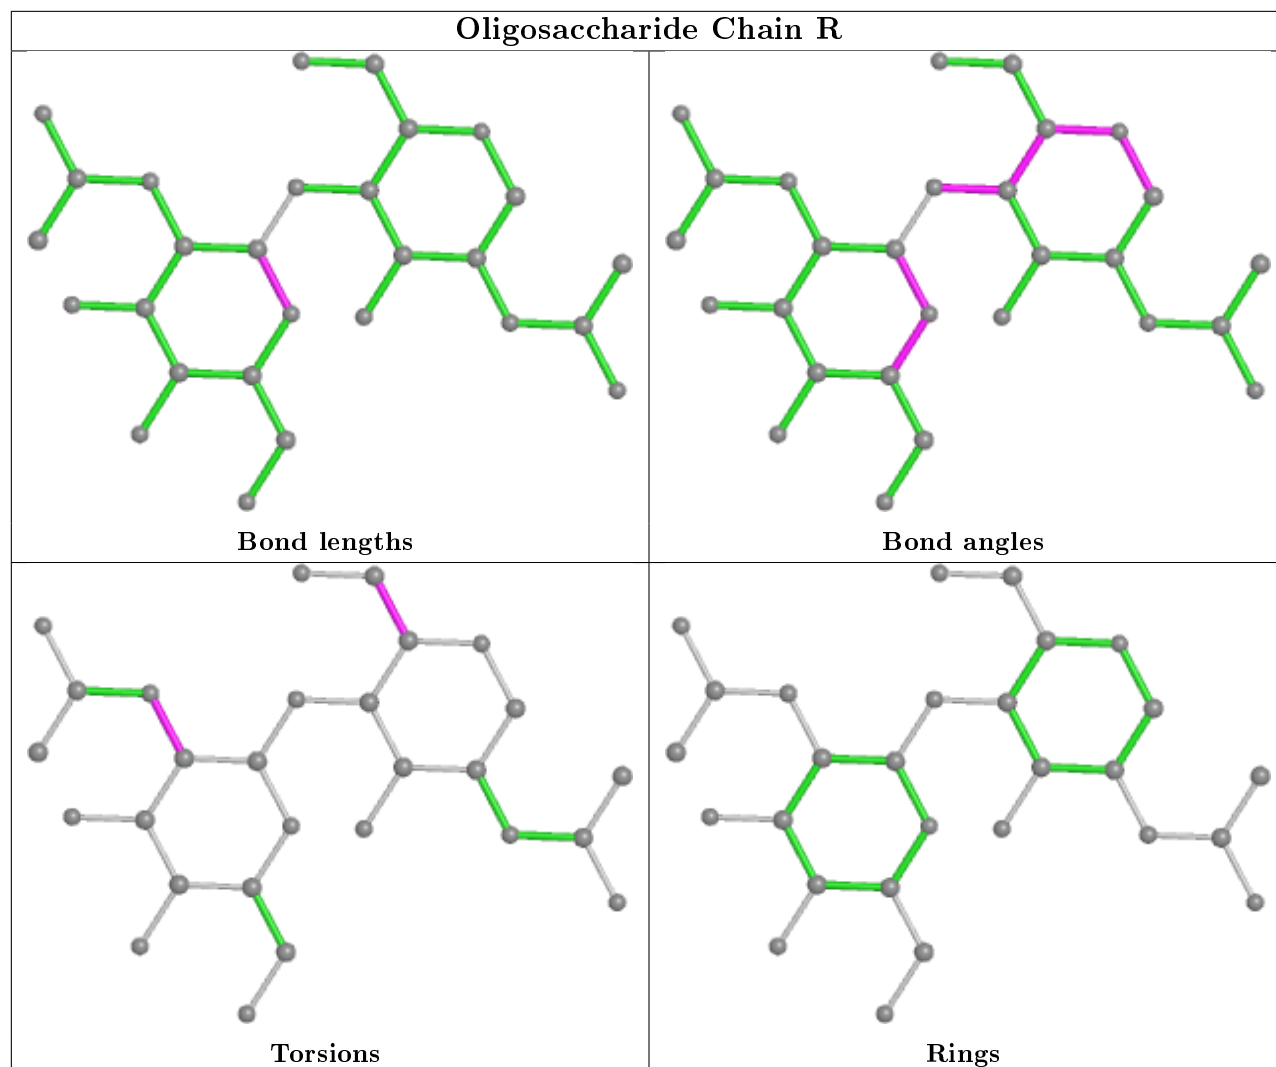 Oligosaccharide Chain R
Bond lengths
Bond angles
Torsions
Rings